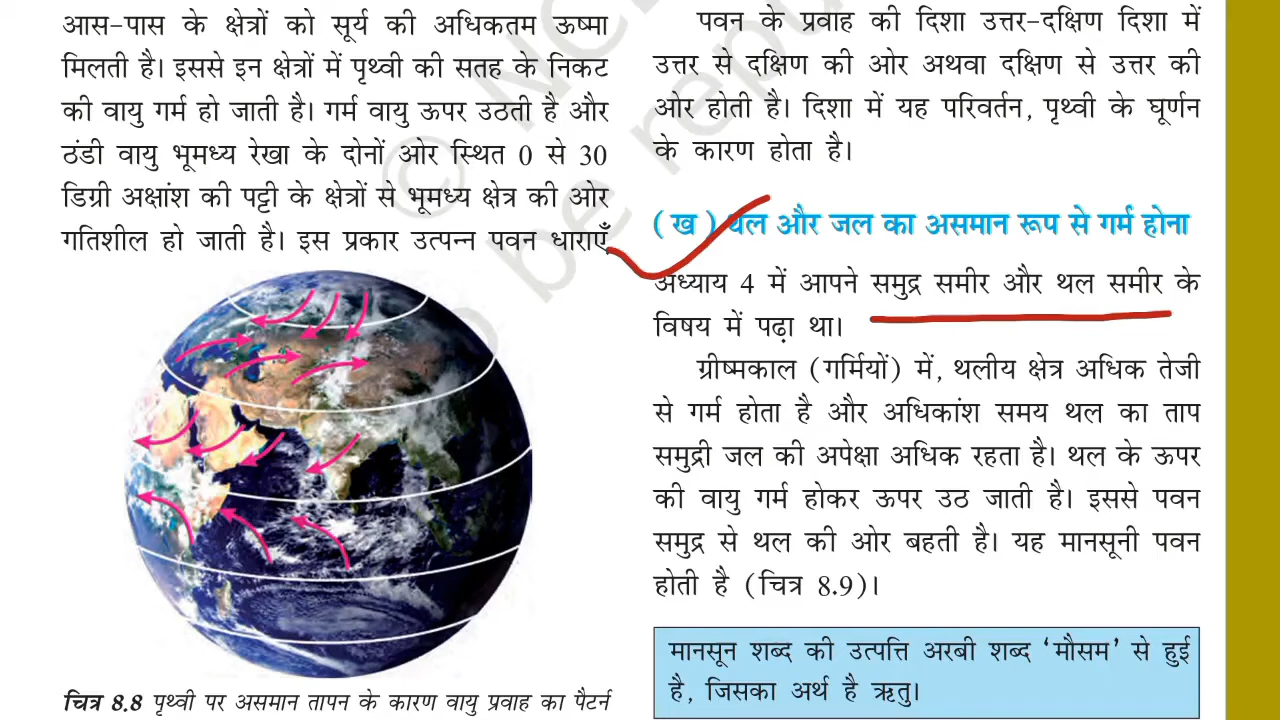 आस-पास के क्षेत्रों को सूर्य की अधिकतम ऊष्मा
मिलती है। इससे इन क्षेत्रों में पृथ्वी की सतह के निकट
की वायु गर्म हो जाती है। गर्म वायु ऊपर उठती है और
ठंडी वायु भूमध्य रेखा के दोनों ओर स्थित 0 से 30
डिग्री अक्षांश की पट्टी के क्षेत्रों से भूमध्य क्षेत्र की ओर
गतिशील हो जाती है। इस प्रकार उत्पन्न पवन धाराएँ
चित्र 8.8 पृथ्वी पर असमान तापन के कारण वायु प्रवाह का पैटर्न
पवन के प्रवाह की दिशा उत्तर-दक्षिण दिशा में
उत्तर से दक्षिण की ओर अथवा दक्षिण से उत्तर की
ओर होती है। दिशा में यह परिवर्तन, पृथ्वी के घूर्णन
के कारण होता है।
(ख) थल और जल का असमान रूप से गर्म होना
अध्याय 4 में आपने समुद्र समीर और थल समीर के
विषय में पढ़ा था।
ग्रीष्मकाल (गर्मियों) में, थलीय क्षेत्र अधिक तेजी
से गर्म होता है और अधिकांश समय थल का ताप
समुद्री जल की अपेक्षा अधिक रहता है। थल के ऊपर
की वायु गर्म होकर ऊपर उठ जाती है। इससे पवन
समुद्र से थल की ओर बहती है। यह मानसूनी पवन
होती है (चित्र 8.9)।
मानसून शब्द की उत्पत्ति अरबी शब्द ‘मौसम’ से हुई
है, जिसका अर्थ है ऋतु।